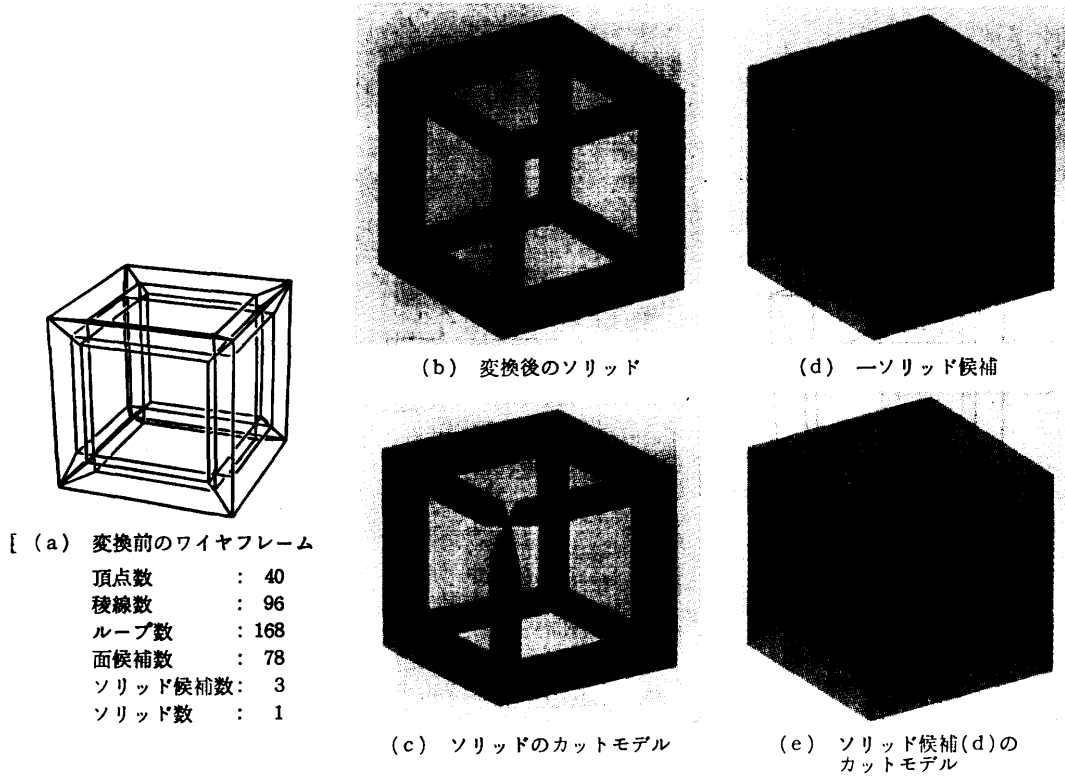 (b) 変換後のソリッド
(d) 一ソリッド候補
[ (a) 変換前のワイヤフレーム
頂点数 : 40
稜線数 : 96
ループ数 : 168
面候補数 : 78
ソリッド候補数: 3
ソリッド数 : 1
(c) ソリッドのカットモデル
(e) ソリッド候補(d)の
カットモデル